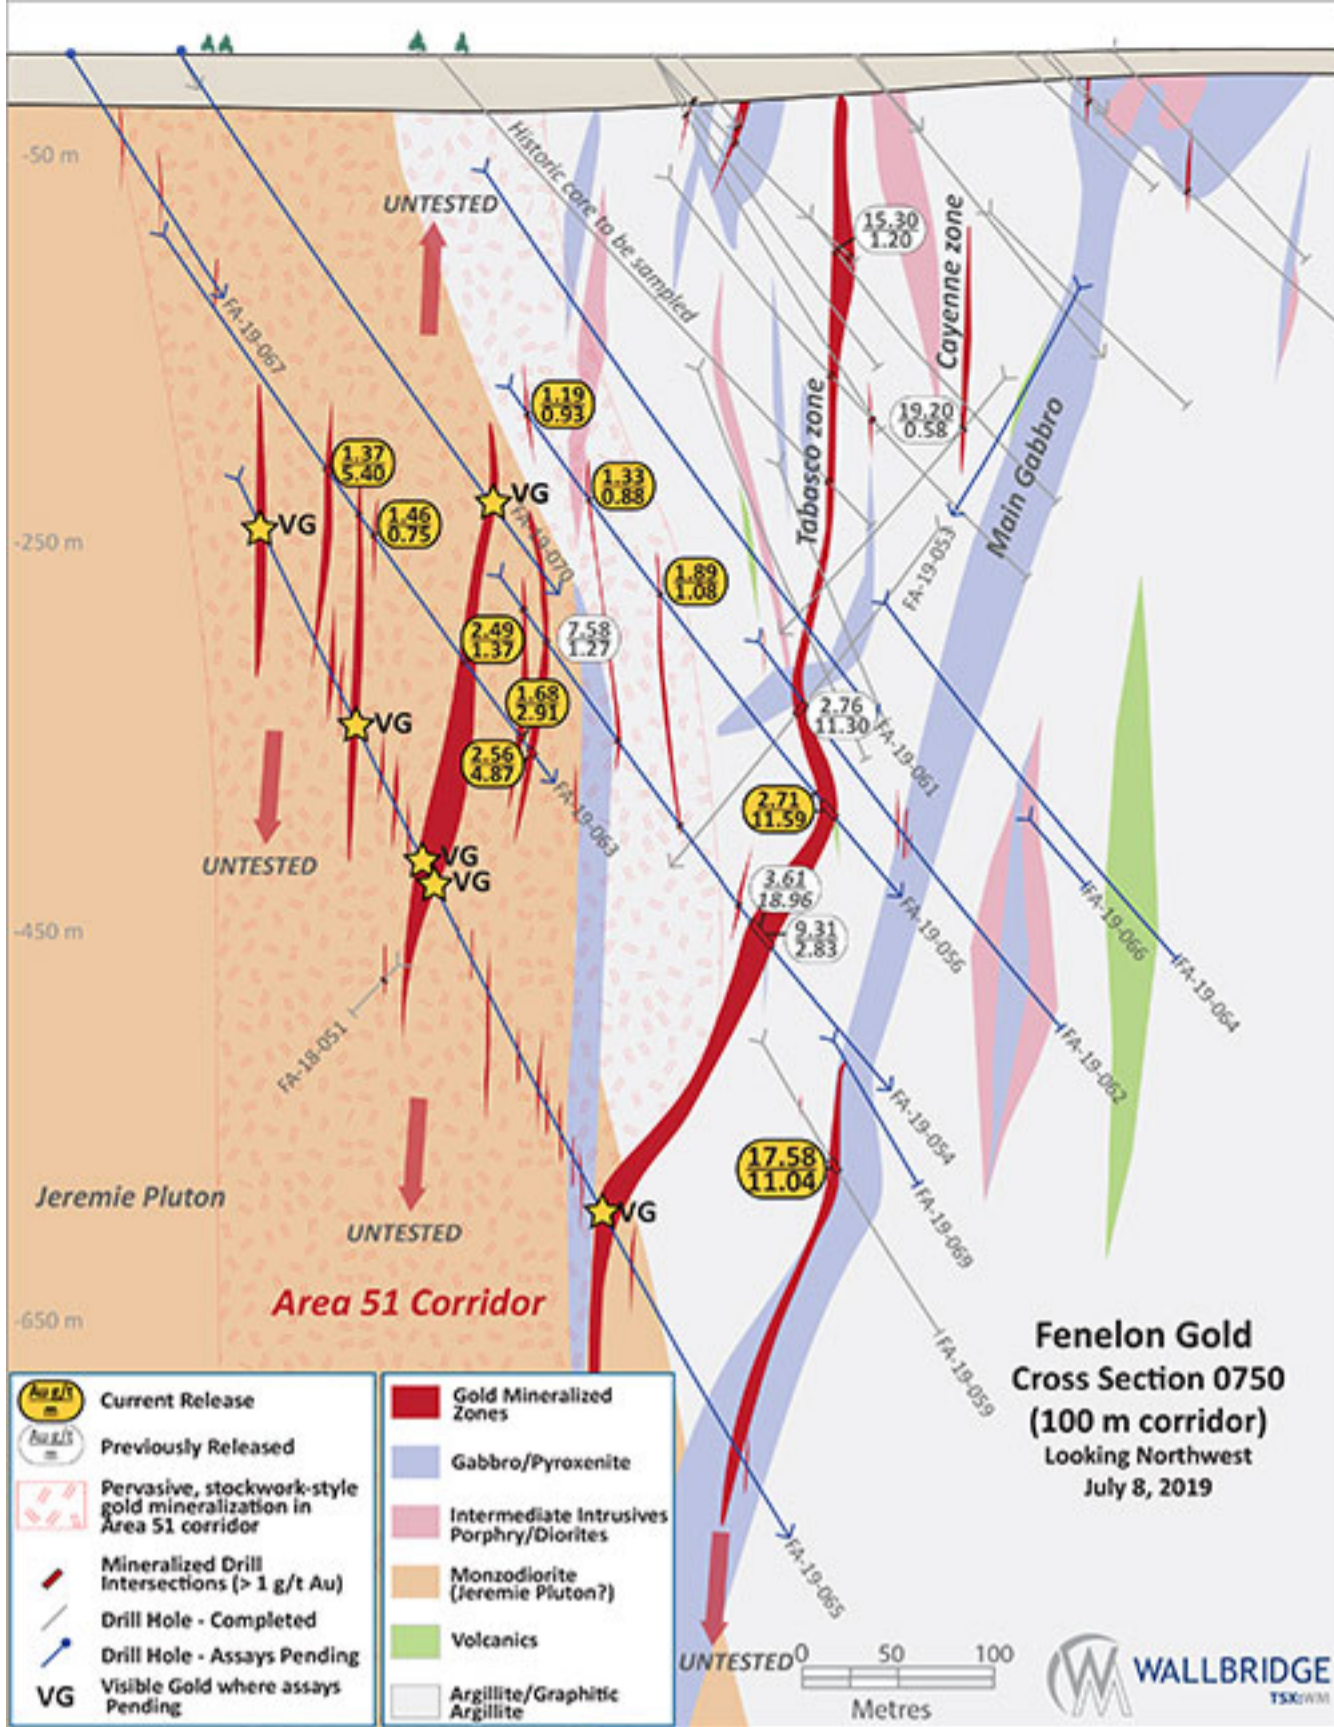 -50 m
UNTESTED
Historic core to be sampled
15.30
1.20
Cayenne zone
FA-19-067
1.19
0.93
Tabasco zone
19.20
0.58
1.37
5.40
1.33
0.88
Main Gabbro
VG
VG
1.46
0.75
-250 m
FA-19-070
FA-19-053
1.89
1.08
2.49
1.37
7.58
1.27
1.68
2.91
2.76
11.30
VG
2.56
4.87
FA-19-061
2.71
11.59
FA-19-063
UNTESTED
VG
VG
3.61
18.96
FA-19-066
-450 m
9.31
2.83
FA-19-056
FA-19-064
FA-18-051
FA-19-062
FA-19-054
17.58
11.04
Jeremie Pluton
VG
UNTESTED
FA-19-069
Area 51 Corridor
-650 m
FA-19-059
Fenelon Gold
Cross Section 0750
(100 m corridor)
Looking Northwest
July 8, 2019
Au g/t
m
Current Release
Au g/t
m
Previously Released
Pervasive, stockwork-style
gold mineralization in
Area 51 corridor
Mineralized Drill
Intersections (> 1 g/t Au)
Drill Hole - Completed
Drill Hole - Assays Pending
VG
Visible Gold where assays
Pending
Gold Mineralized
Zones
Gabbro/Pyroxenite
Intermediate Intrusives
Porphry/Diorites
Monzodiorite
(Jeremie Pluton?)
Volcanics
Argillite/Graphitic
Argillite
FA-19-065
UNTESTED
0 50 100
Metres
WALLBRIDGE
TSX:WM